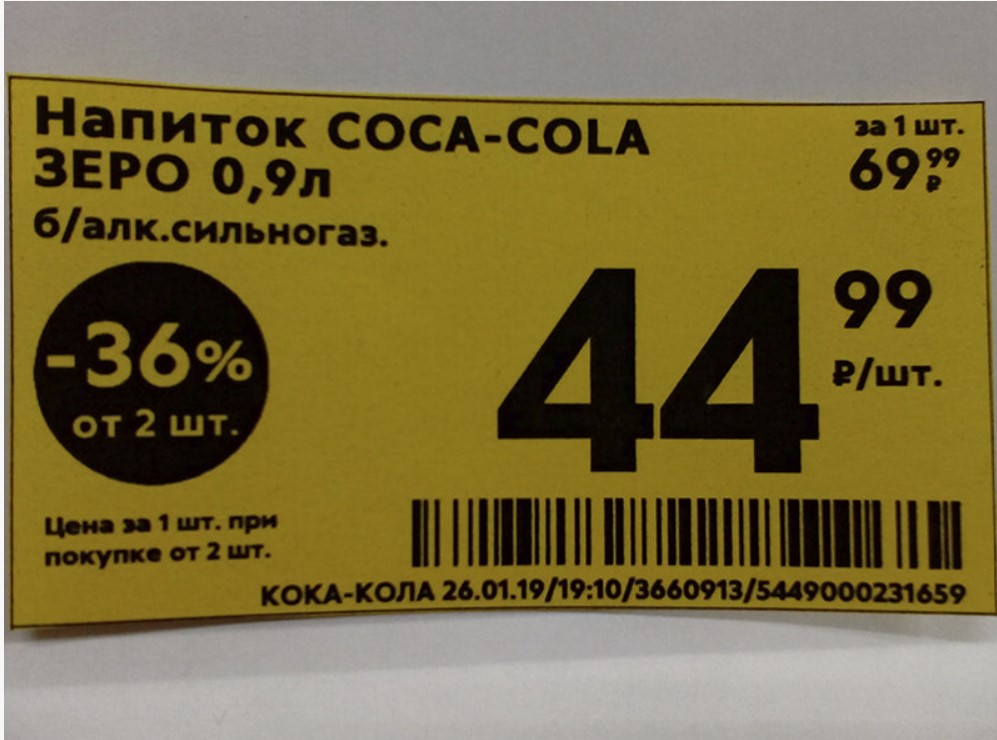 Напиток COCA-COLA
ЗЕРО 0,9л
б/алк.сильногаз.
за 1 шт.
69 99 ₽
-36%
от 2 шт.
44 99
₽/шт.
Цена за 1 шт. при
покупке от 2 шт.
КОКА-КОЛА 26.01.19/19:10/3660913/5449000231659